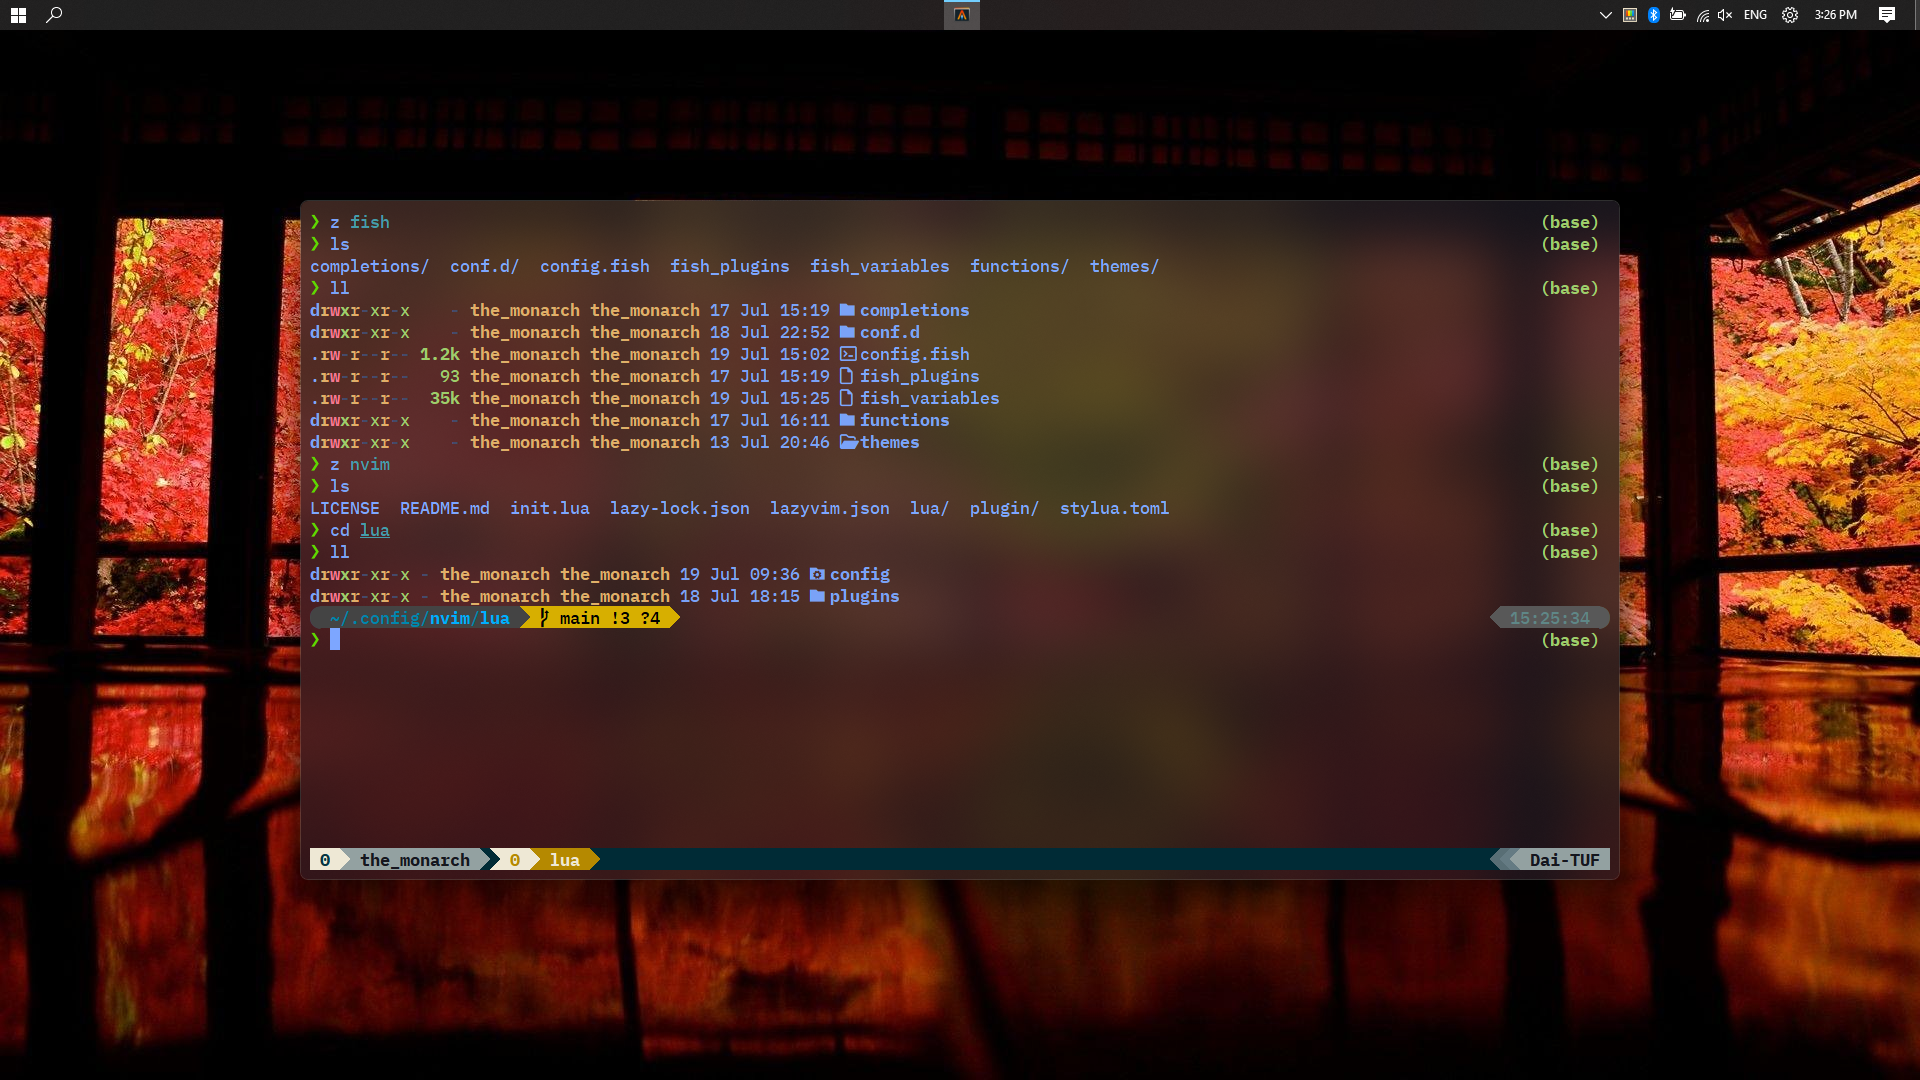 ENG 3:26 PM
❯ z fish (base)
❯ ls (base)
completions/ conf.d/ config.fish fish_plugins fish_variables functions/ themes/
❯ ll (base)
drwxr-xr-x - the_monarch the_monarch 17 Jul 15:19 completions
drwxr-xr-x - the_monarch the_monarch 18 Jul 22:52 conf.d
.rw-r--r-- 1.2k the_monarch the_monarch 19 Jul 15:02 config.fish
.rw-r--r-- 93 the_monarch the_monarch 17 Jul 15:19 fish_plugins
.rw-r--r-- 35k the_monarch the_monarch 19 Jul 15:25 fish_variables
drwxr-xr-x - the_monarch the_monarch 17 Jul 16:11 functions
drwxr-xr-x - the_monarch the_monarch 13 Jul 20:46 themes
❯ z nvim (base)
❯ ls (base)
LICENSE README.md init.lua lazy-lock.json lazyvim.json lua/ plugin/ stylua.toml
❯ cd lua (base)
❯ ll (base)
drwxr-xr-x - the_monarch the_monarch 19 Jul 09:36 config
drwxr-xr-x - the_monarch the_monarch 18 Jul 18:15 plugins
~/.config/nvim/lua main !3 ?4 15:25:34
❯ (base)
0 the_monarch 0 lua Dai-TUF